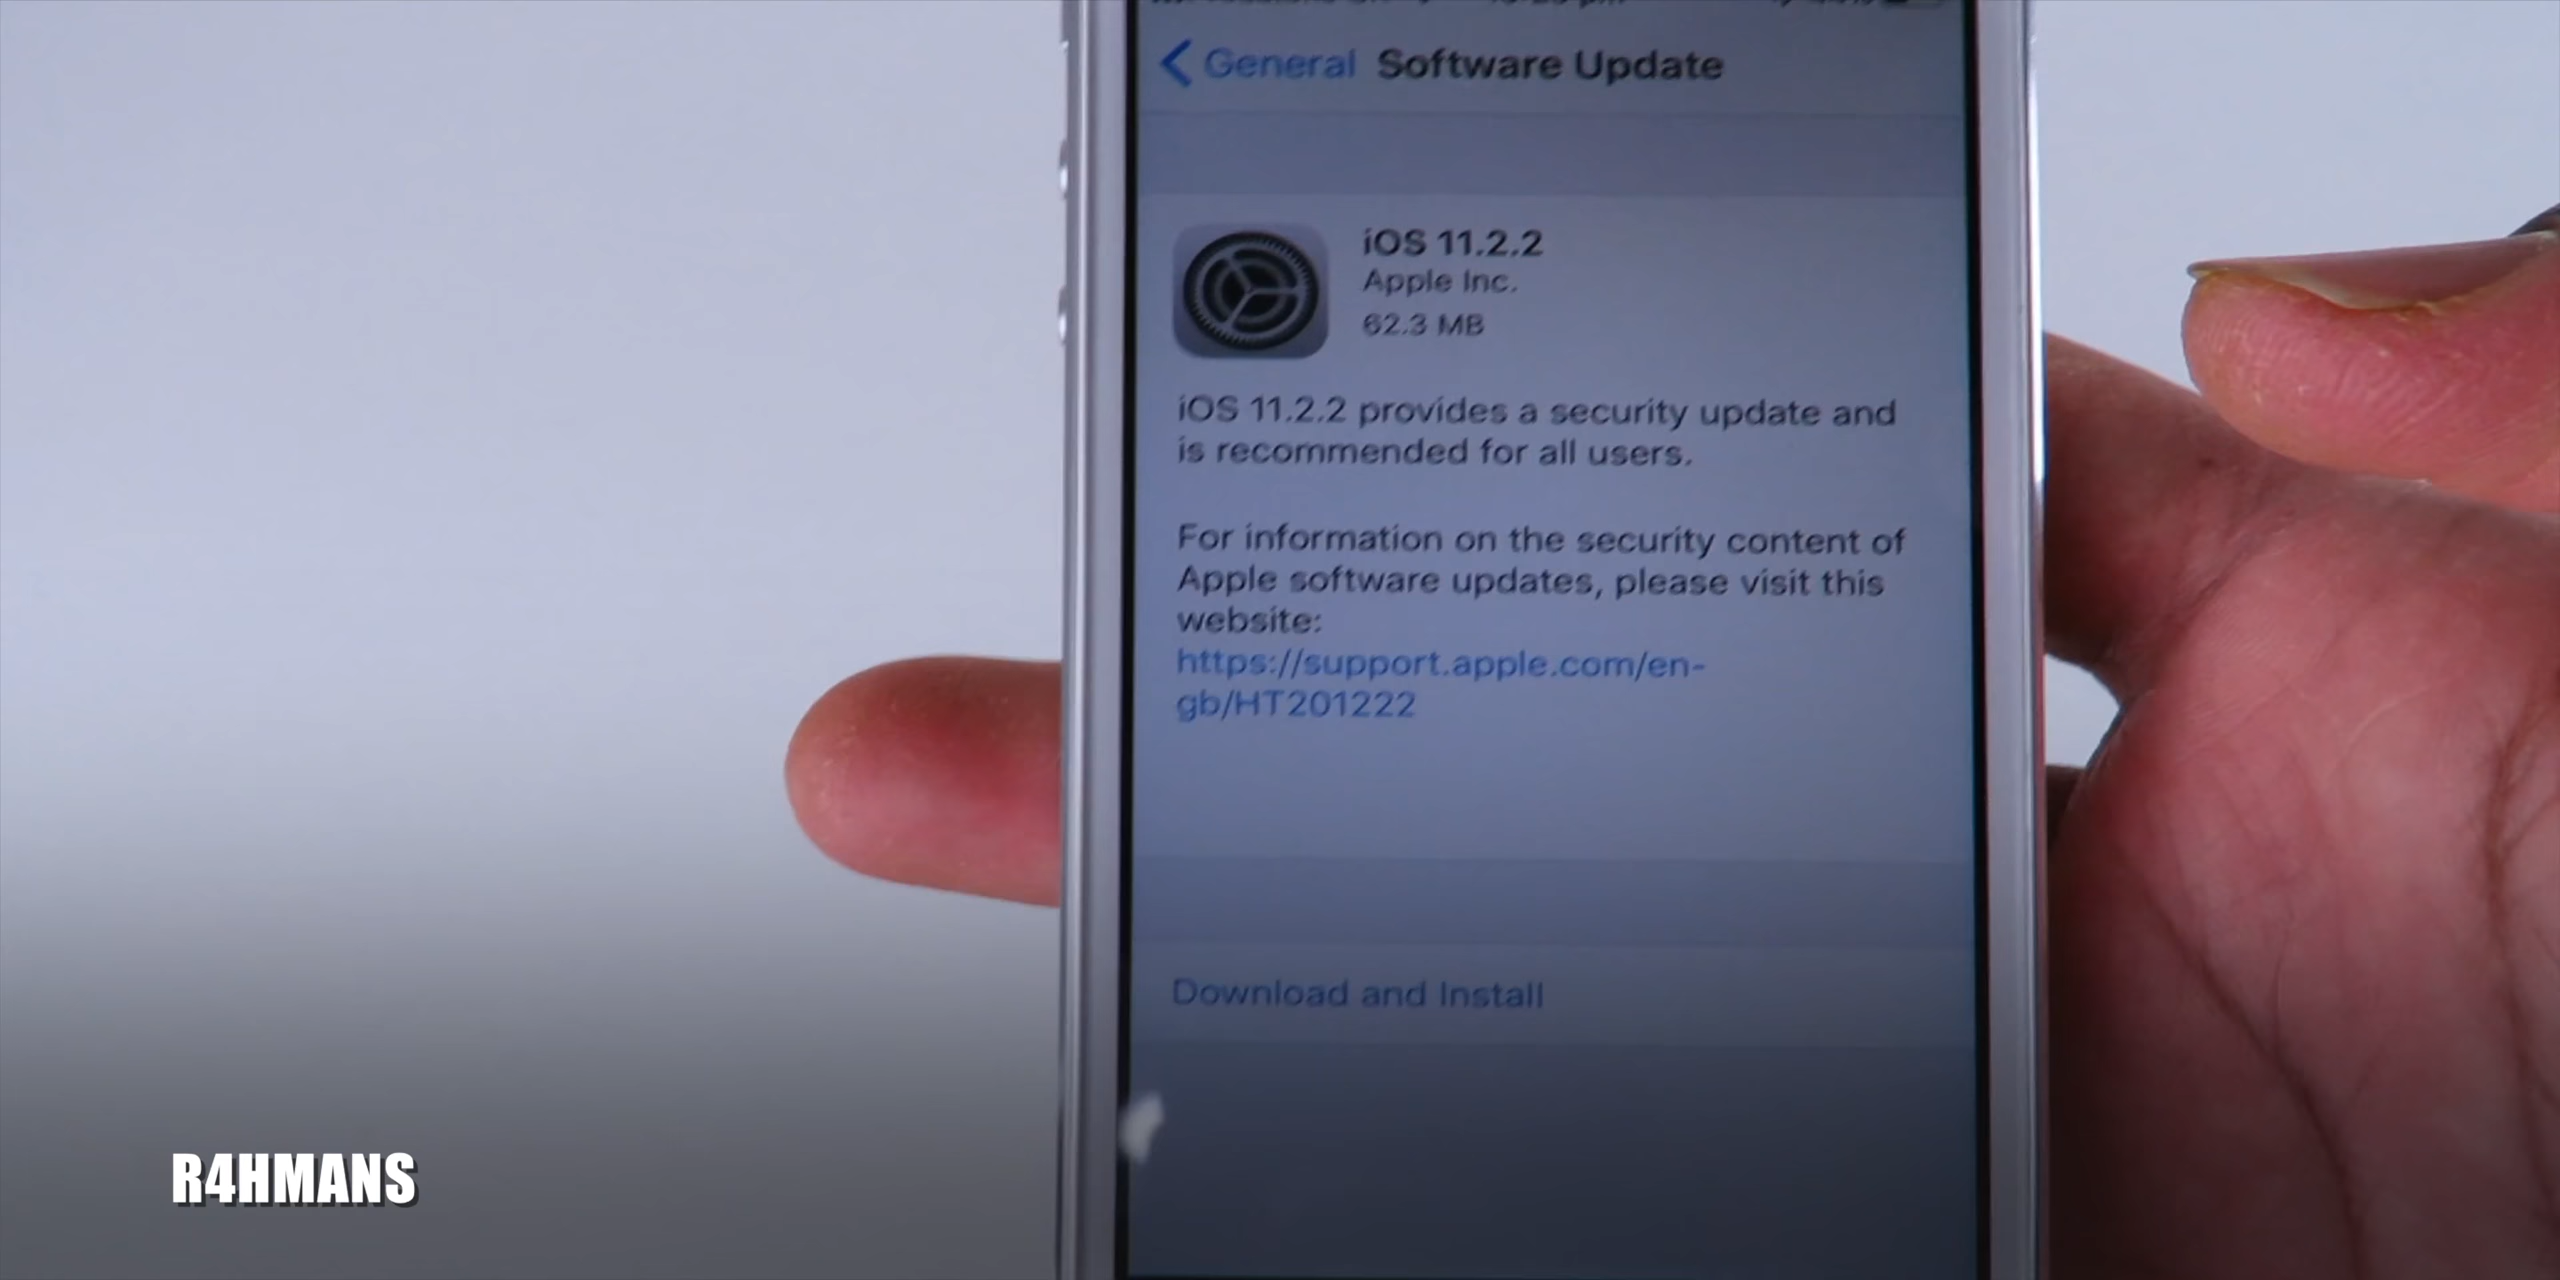 General Software Update
iOS 11.2.2
Apple Inc.
62.3 MB
iOS 11.2.2 provides a security update and
is recommended for all users.
For information on the security content of
Apple software updates, please visit this
website:
https://support.apple.com/en-
gb/HT201222
Download and Install
R4HMANS